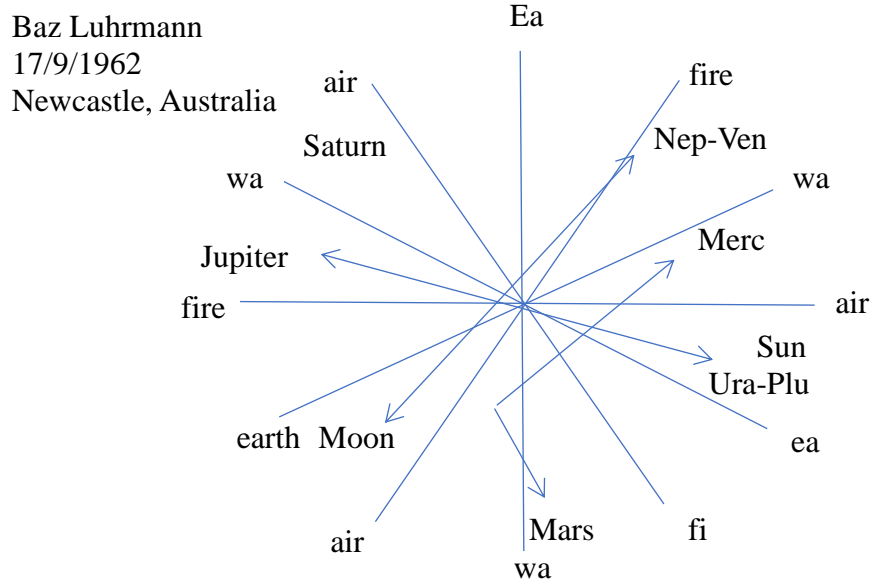 Baz Luhrmann
17/9/1962
Newcastle, Australia
Ea
air
fire
Saturn
Nep-Ven
wa
wa
Merc
Jupiter
fire
air
Sun
Ura-Plu
earth Moon
ea
air
Mars
fi
wa